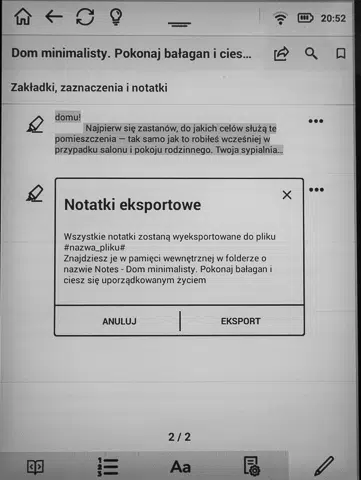 20:52
Dom minimalisty. Pokonaj bałagan i cies...
Zakładki, zaznaczenia i notatki
domu!
Najpierw się zastanów, do jakich celów służą te
pomieszczenia — tak samo jak to robiłeś wcześniej w
przypadku salonu i pokoju rodzinnego. Twoja sypialnia...
Notatki eksportowe
Wszystkie notatki zostaną wyeksportowane do pliku
#nazwa_pliku#
Znajdziesz je w pamięci wewnętrznej w folderze o
nazwie Notes - Dom minimalisty. Pokonaj bałagan i
ciesz się uporządkowanym życiem
ANULUJ
EKSPORT
2 / 2
Aa